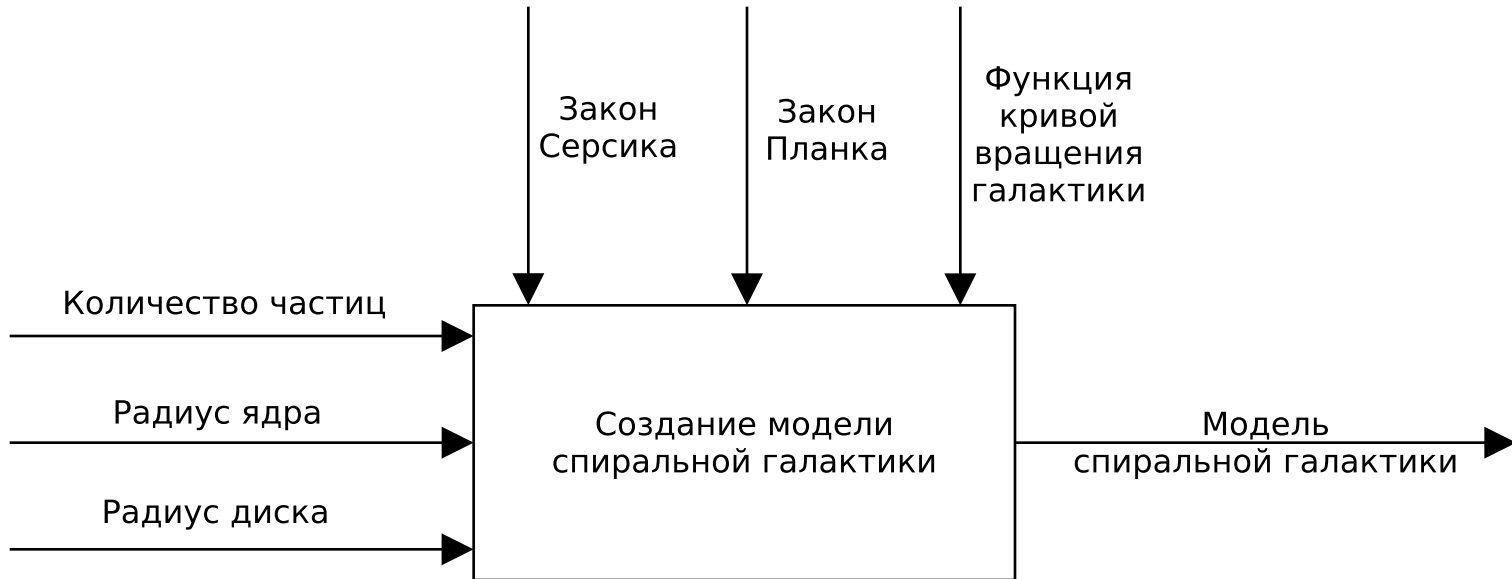 Закон
Серсика
Закон
Планка
Функция
кривой
вращения
галактики
Количество частиц
Радиус ядра
Радиус диска
Создание модели
спиральной галактики
Модель
спиральной галактики